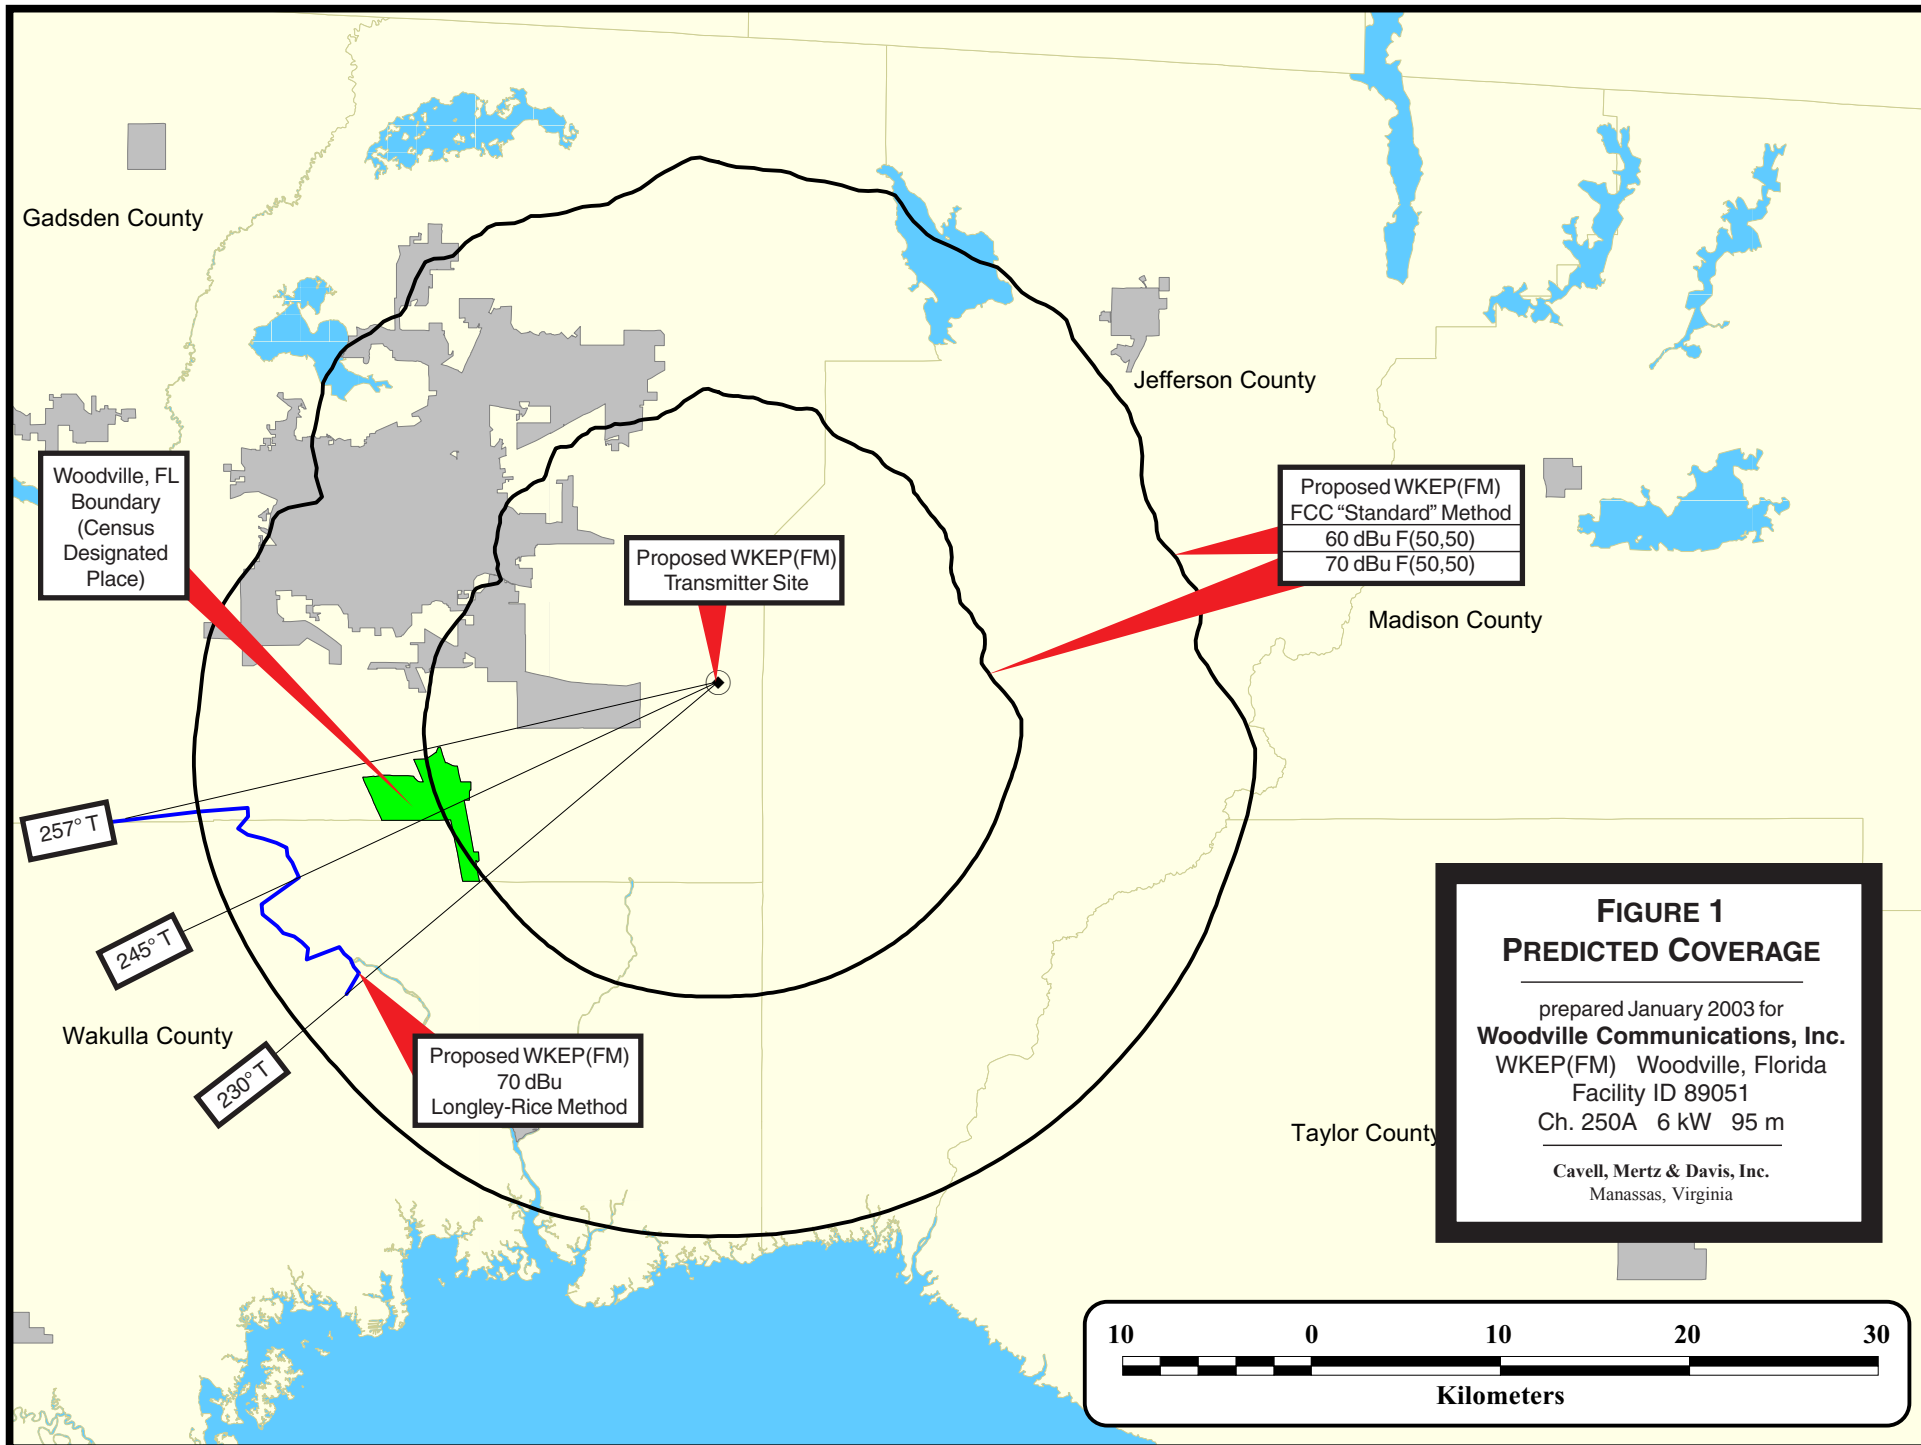 Gadsden County
Jefferson County
Woodville, FL
Boundary
(Census
Designated
Place)
Proposed WKEP(FM)
FCC “Standard” Method
60 dBu F(50,50)
70 dBu F(50,50)
Proposed WKEP(FM)
Transmitter Site
Madison County
257° T
245° T
230° T
Wakulla County
Proposed WKEP(FM)
70 dBu
Longley-Rice Method
Taylor County
FIGURE 1
PREDICTED COVERAGE
prepared January 2003 for
Woodville Communications, Inc.
WKEP(FM) Woodville, Florida
Facility ID 89051
Ch. 250A 6 kW 95 m
Cavell, Mertz & Davis, Inc.
Manassas, Virginia
10 0 10 20 30
Kilometers